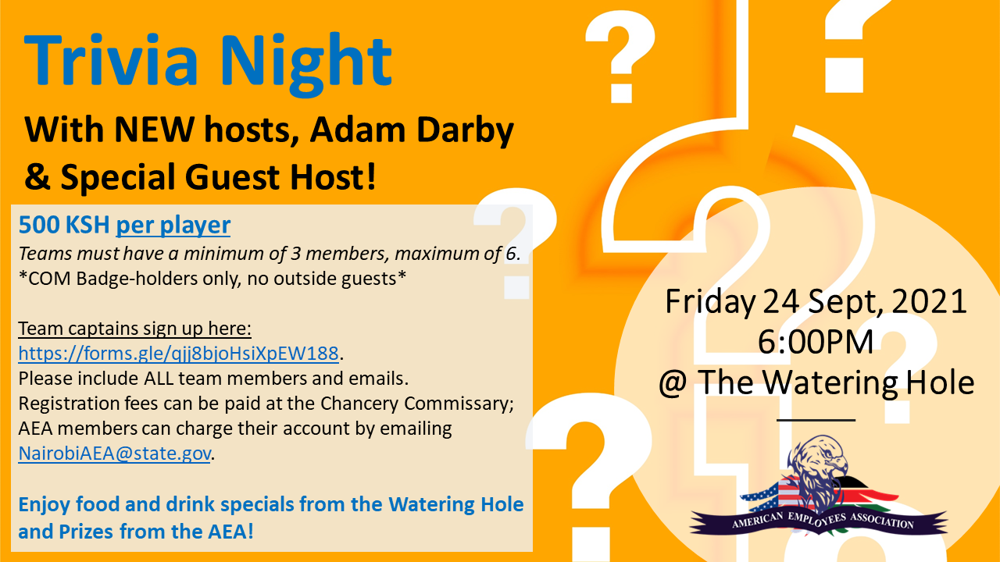 Trivia Night
With NEW hosts, Adam Darby
& Special Guest Host!
500 KSH per player
Teams must have a minimum of 3 members, maximum of 6.
*COM Badge-holders only, no outside guests*
Team captains sign up here:
https://forms.gle/qjj8bjoHsiXpEW188.
Please include ALL team members and emails.
Registration fees can be paid at the Chancery Commissary;
AEA members can charge their account by emailing
NairobiAEA@state.gov.
Enjoy food and drink specials from the Watering Hole
and Prizes from the AEA!
Friday 24 Sept, 2021
6:00PM
@ The Watering Hole
AMERICAN EMPLOYEES ASSOCIATION